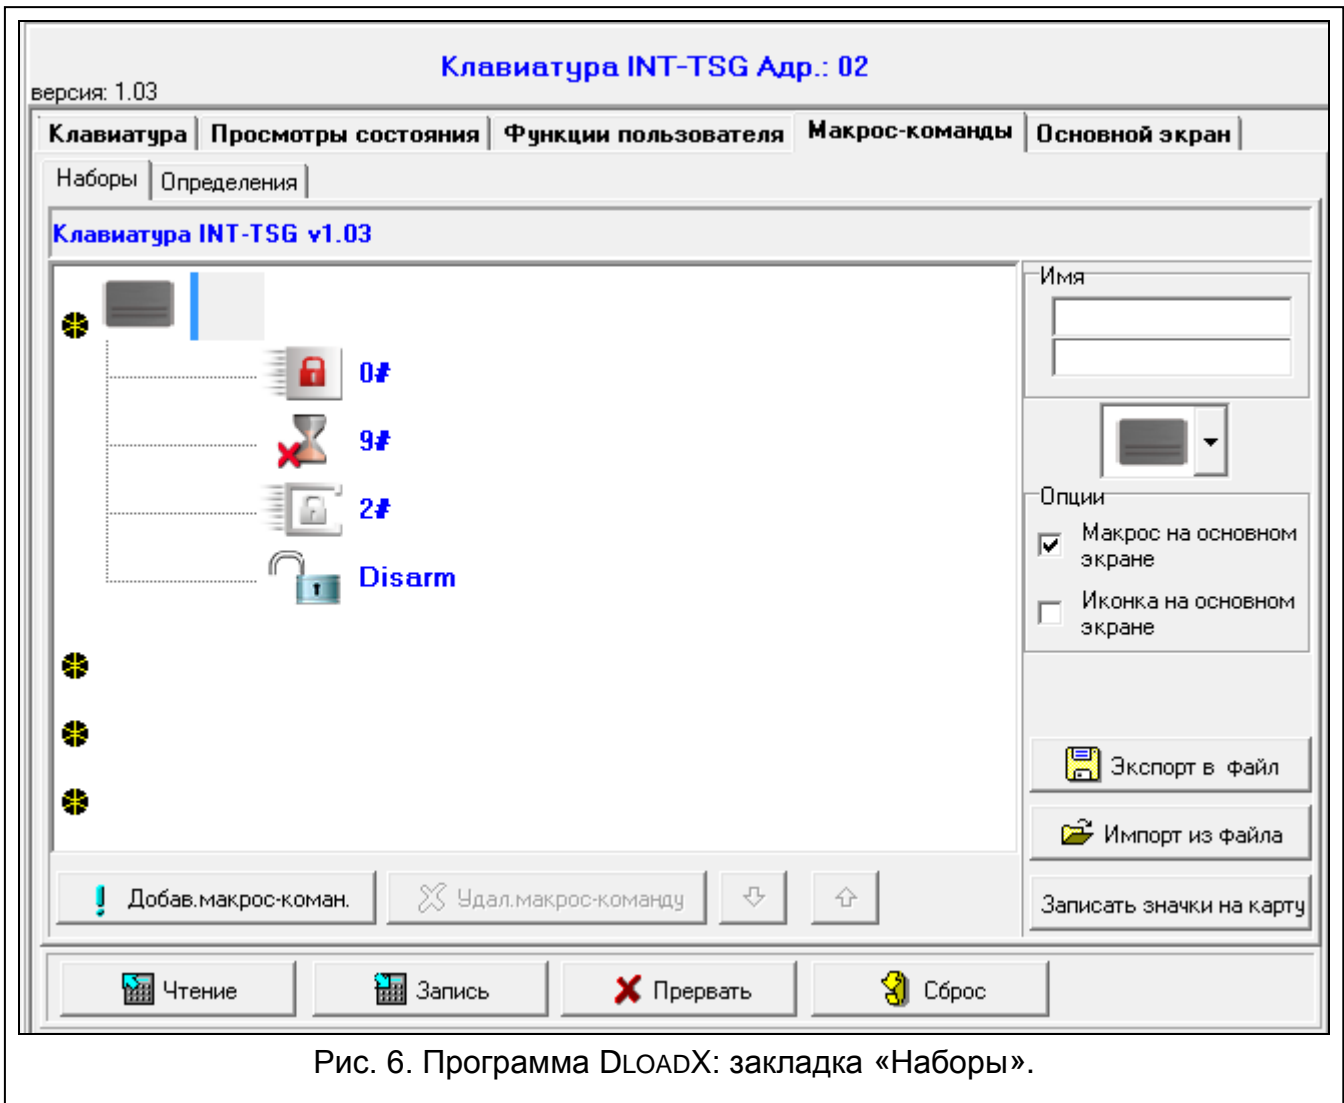 Клавиатура INT-TSG Адр.: 02
версия: 1.03
Клавиатура Просмотры состояния Функции пользователя Макрос-команды Основной экран
Наборы Определения
Клавиатура INT-TSG v1.03
Имя
0#
9#
2#
Disarm
Опции
Макрос на основном
экране
Иконка на основном
экране
Экспорт в файл
Импорт из файла
Записать значки на карту
Добав.макрос-коман. Удал.макрос-команду
Чтение Запись Прервать Сброс
Рис. 6. Программа DLOADX: закладка «Наборы».